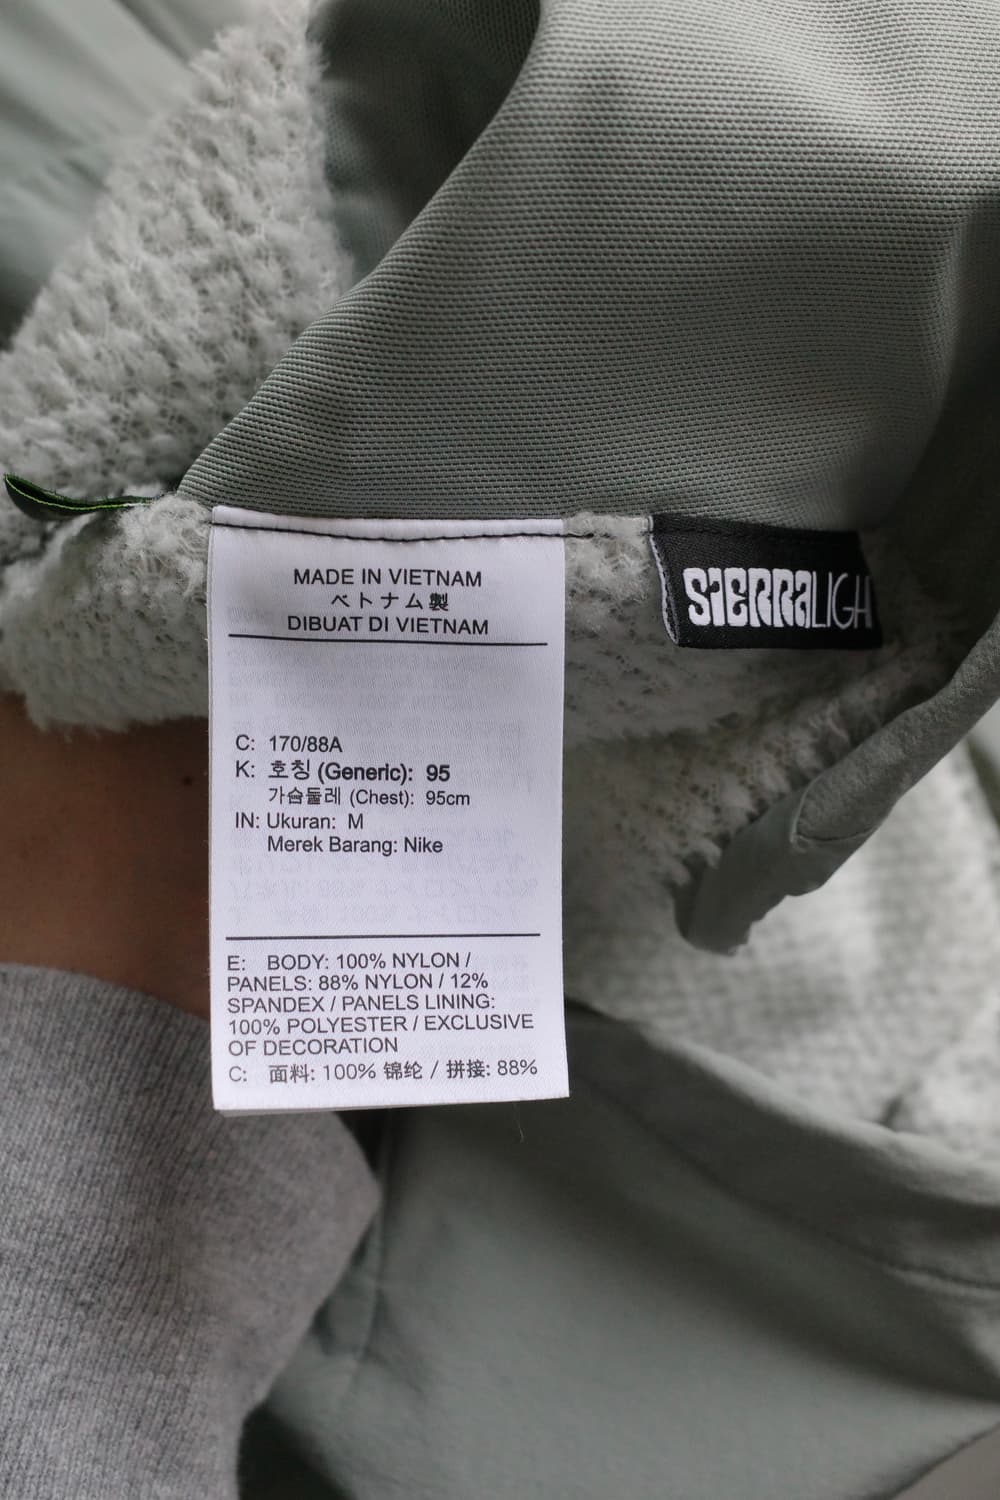 MADE IN VIETNAM
ベトナム製
DIBUAT DI VIETNAM
SIERRALIGH
C: 170/88A
K: 호칭 (Generic): 95
가슴둘레 (Chest): 95cm
IN: Ukuran: M
Merek Barang: Nike
E: BODY: 100% NYLON /
PANELS: 88% NYLON / 12%
SPANDEX / PANELS LINING:
100% POLYESTER / EXCLUSIVE
OF DECORATION
C: 面料: 100% 锦纶 / 拼接: 88%